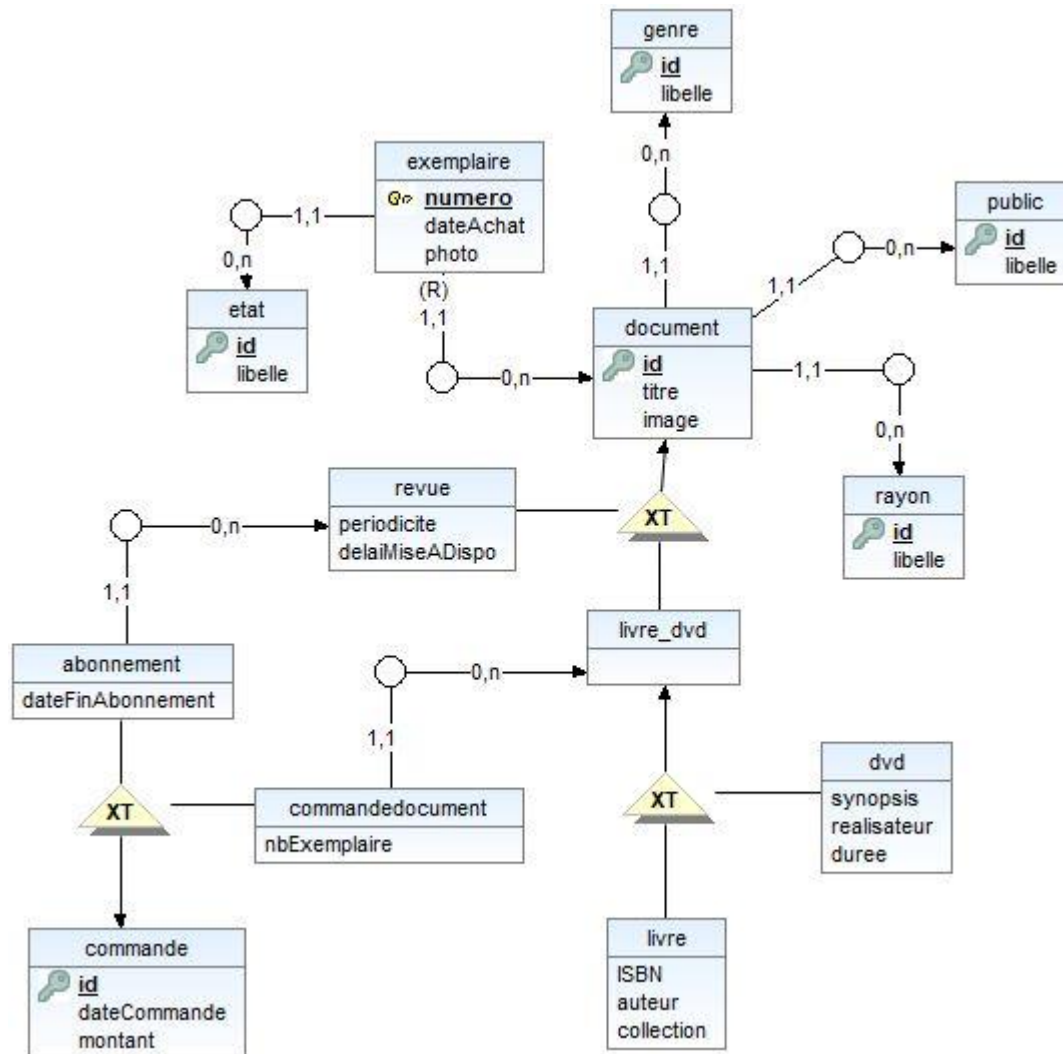 genre
id
libelle
0,n
1,1
exemplaire
numero
dateAchat
photo
1,1
0,n
etat
id
libelle
(R)
1,1
0,n
public
id
libelle
0,n
1,1
document
id
titre
image
1,1
0,n
rayon
id
libelle
revue
periodicite
delaiMiseADispo
0,n
1,1
XT
livre_dvd
abonnement
dateFinAbonnement
0,n
1,1
XT
commandedocument
nbExemplaire
XT
dvd
synopsis
realisateur
duree
livre
ISBN
auteur
collection
commande
id
dateCommande
montant